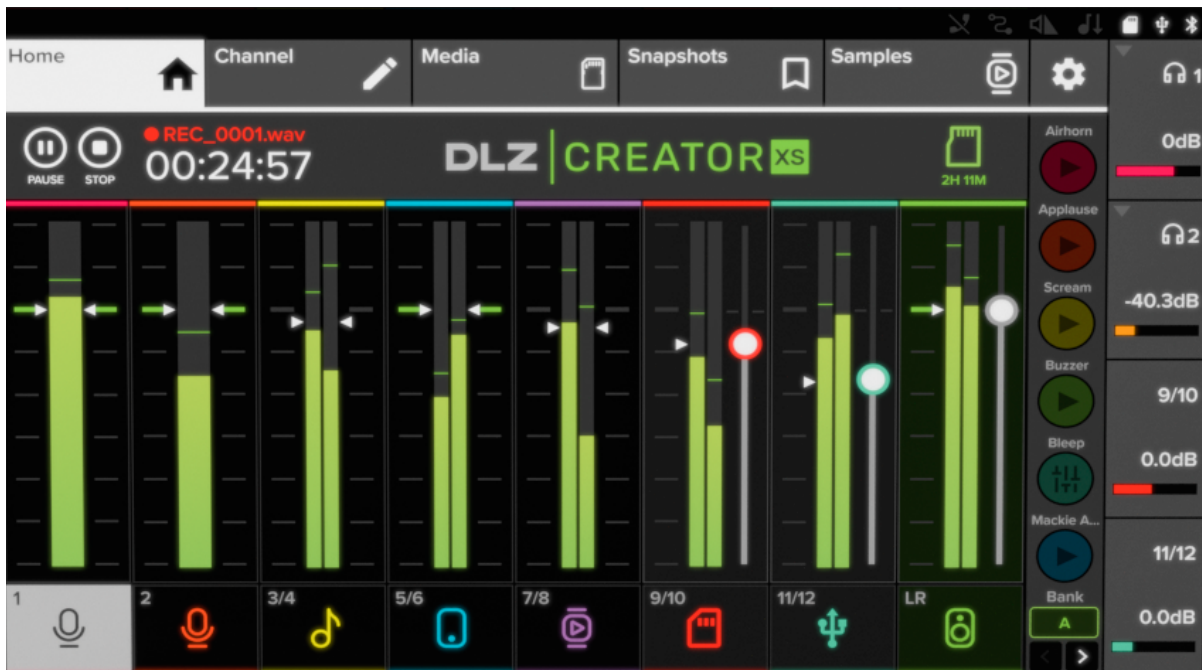 Home
Channel
Media
Snapshots
Samples
1
0dB
REC_0001.wav
00:24:57
PAUSE
STOP
DLZ CREATOR XS
2H 11M
Airhorn
Applause
Scream
Buzzer
Bleep
Mackie A...
Bank
A
2
-40.3dB
9/10
0.0dB
11/12
0.0dB
1
2
3/4
5/6
7/8
9/10
11/12
LR